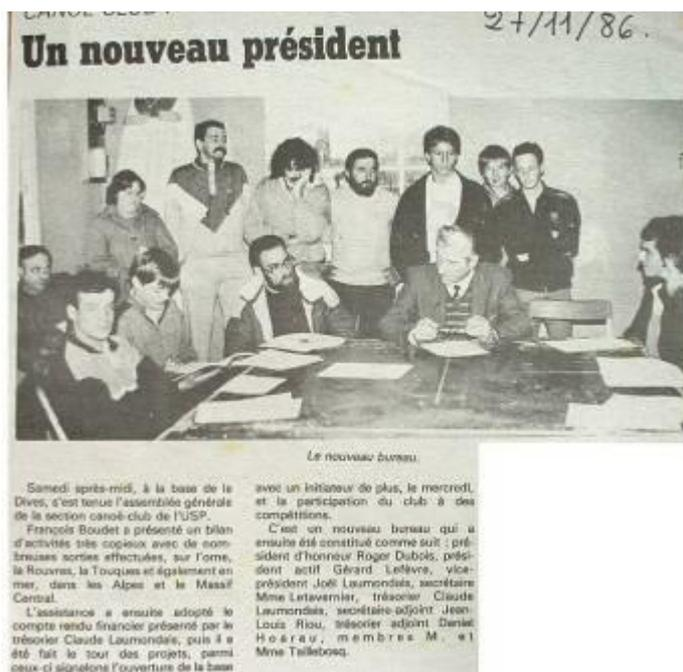 CANOË CLUB :
27/11/86.
Un nouveau président
Le nouveau bureau.
Samedi après-midi, à la base de le
Dives, c'est tenue l'assemblée générale
de la section canoë-club de l'USP.
François Boudet a présenté un bilan
d'activités très copieux avec de nom-
breuses sorties effectuées, sur l'orne,
la Rouvres, la Touques et également en
mer, dans les Alpes et le Massif
Central.
L'assistance a ensuite adopté le
compte rendu financier présenté par le
trésorier Claude Laumondais, puis il a
été fait le tour des projets, parmi
ceux-ci signalons l'ouverture de la base
avec un initiateur de plus, le mercredi,
et la participation du club à des
compétitions.
C'est un nouveau bureau qui a
ensuite été constitué comme suit : pré-
sident d'honneur Roger Dubois, prési-
dent actif Gérard Lefèvre, vice-
président Joël Laumondais, secrétaire
Mme Letavernier, trésorier Claude
Laumondais, secrétaire-adjoint Jean-
Louis Riou, trésorier adjoint Daniel
Hosrau, membres M. et
Mme Taillebosq.